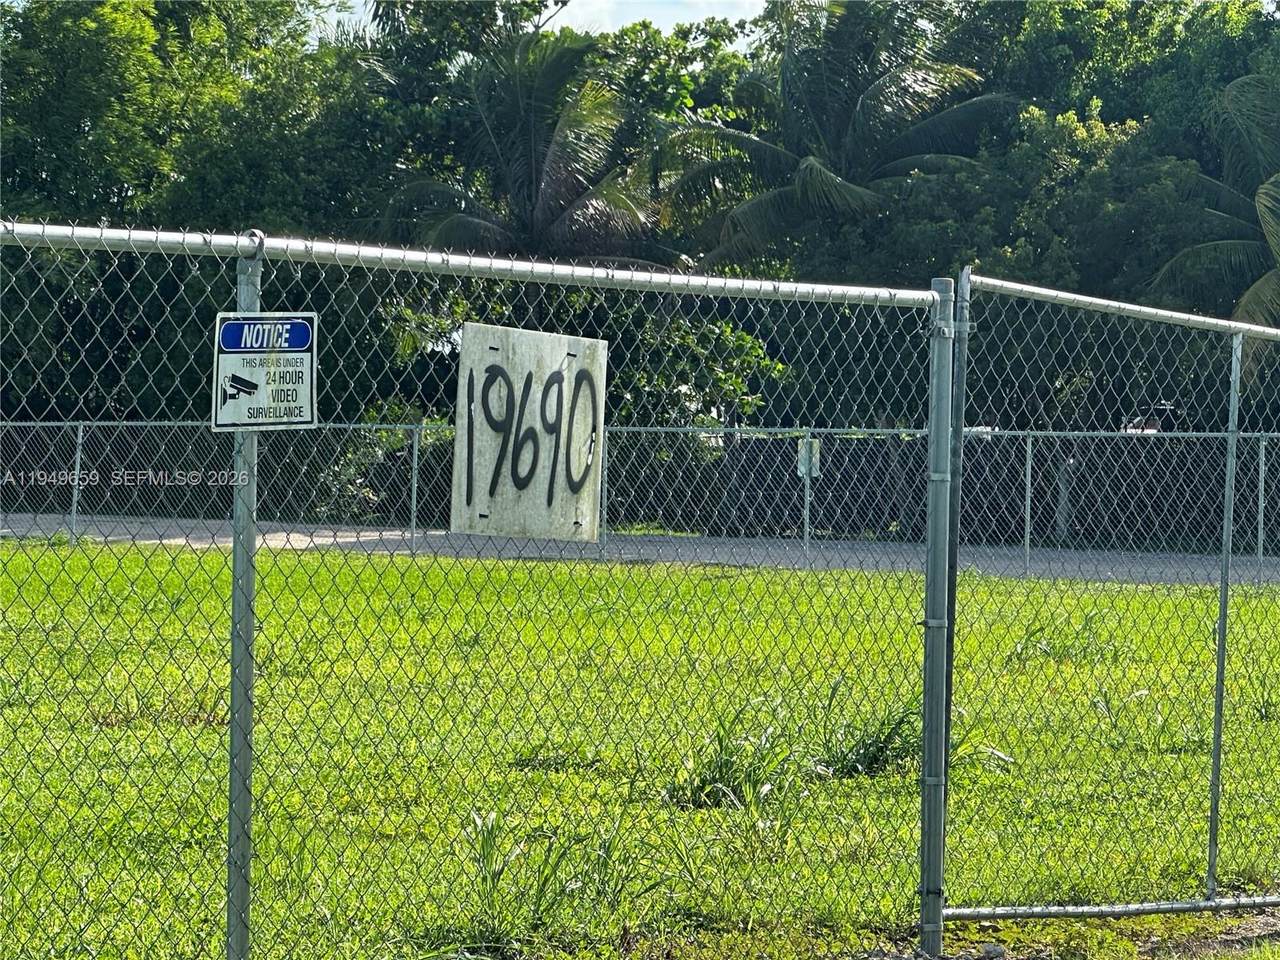 NOTICE
THIS AREA IS UNDER
24 HOUR
VIDEO
SURVEILLANCE
19690
A11949659 SEFMLS© 2026